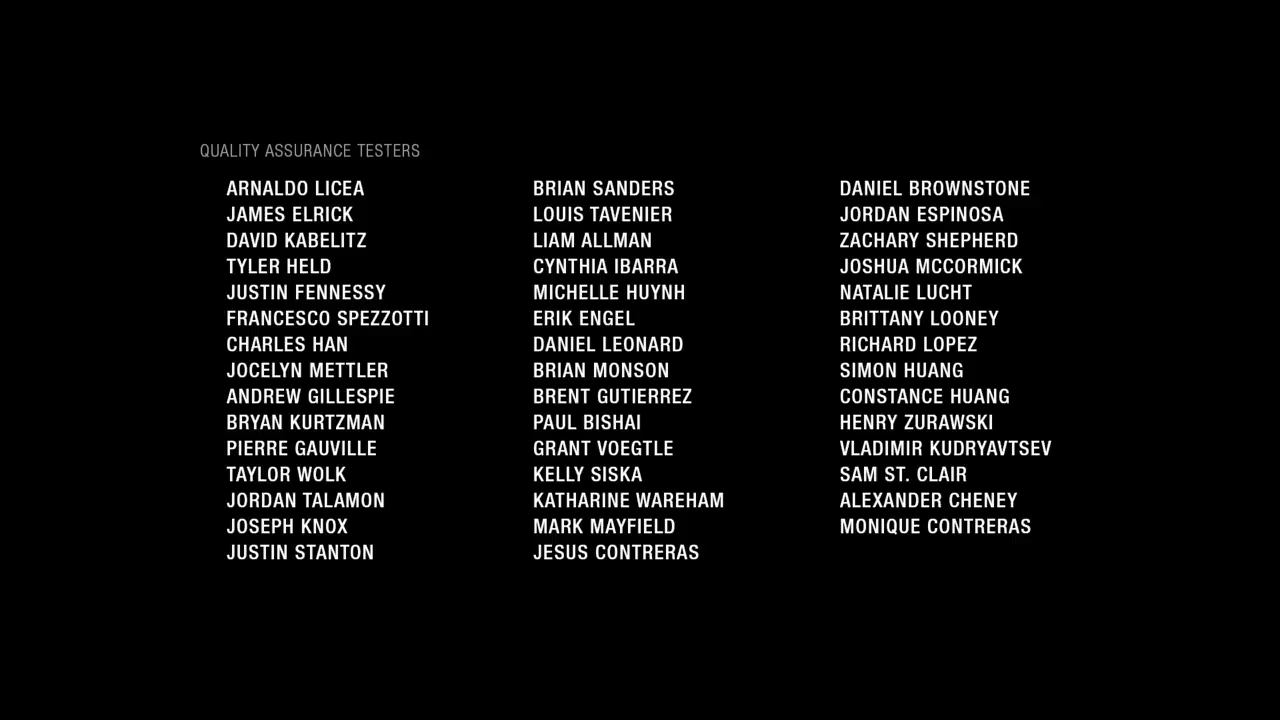 QUALITY ASSURANCE TESTERS
ARNALDO LICEA
JAMES ELRICK
DAVID KABELITZ
TYLER HELD
JUSTIN FENNESSY
FRANCESCO SPEZZOTTI
CHARLES HAN
JOCELYN METTLER
ANDREW GILLESPIE
BRYAN KURTZMAN
PIERRE GAUVILLE
TAYLOR WOLK
JORDAN TALAMON
JOSEPH KNOX
JUSTIN STANTON
BRIAN SANDERS
LOUIS TAVENIER
LIAM ALLMAN
CYNTHIA IBARRA
MICHELLE HUYNH
ERIK ENGEL
DANIEL LEONARD
BRIAN MONSON
BRENT GUTIERREZ
PAUL BISHAI
GRANT VOEGTLE
KELLY SISKA
KATHARINE WAREHAM
MARK MAYFIELD
JESUS CONTRERAS
DANIEL BROWNSTONE
JORDAN ESPINOSA
ZACHARY SHEPHERD
JOSHUA MCCORMICK
NATALIE LUCHT
BRITTANY LOONEY
RICHARD LOPEZ
SIMON HUANG
CONSTANCE HUANG
HENRY ZURAWSKI
VLADIMIR KUDRYAVTSEV
SAM ST. CLAIR
ALEXANDER CHENEY
MONIQUE CONTRERAS